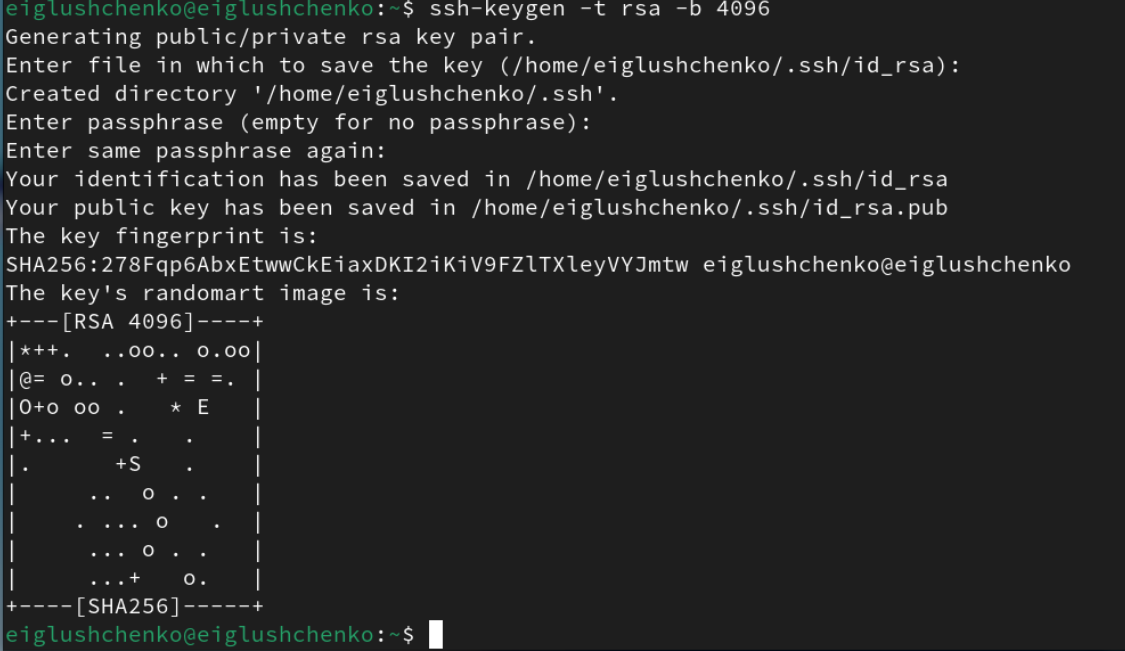 eiglushchenko@eiglushchenko:~$ ssh-keygen -t rsa -b 4096
Generating public/private rsa key pair.
Enter file in which to save the key (/home/eiglushchenko/.ssh/id_rsa):
Created directory '/home/eiglushchenko/.ssh'.
Enter passphrase (empty for no passphrase):
Enter same passphrase again:
Your identification has been saved in /home/eiglushchenko/.ssh/id_rsa
Your public key has been saved in /home/eiglushchenko/.ssh/id_rsa.pub
The key fingerprint is:
SHA256:278Fqp6AbxEtwwCkEiaxDKI2iKiV9FZlTXleyVYJmtw eiglushchenko@eiglushchenko
The key's randomart image is:
+---[RSA 4096]----+
|*++.  ..oo.. o.oo|
|@= o.. .  + = =. |
|O+o oo .   * E   |
|+...  = .   .    |
|.      +S   .    |
|     ..  o . .   |
|    . ... o   .  |
|     ... o . .   |
|     ...+   o.   |
+----[SHA256]-----+
eiglushchenko@eiglushchenko:~$